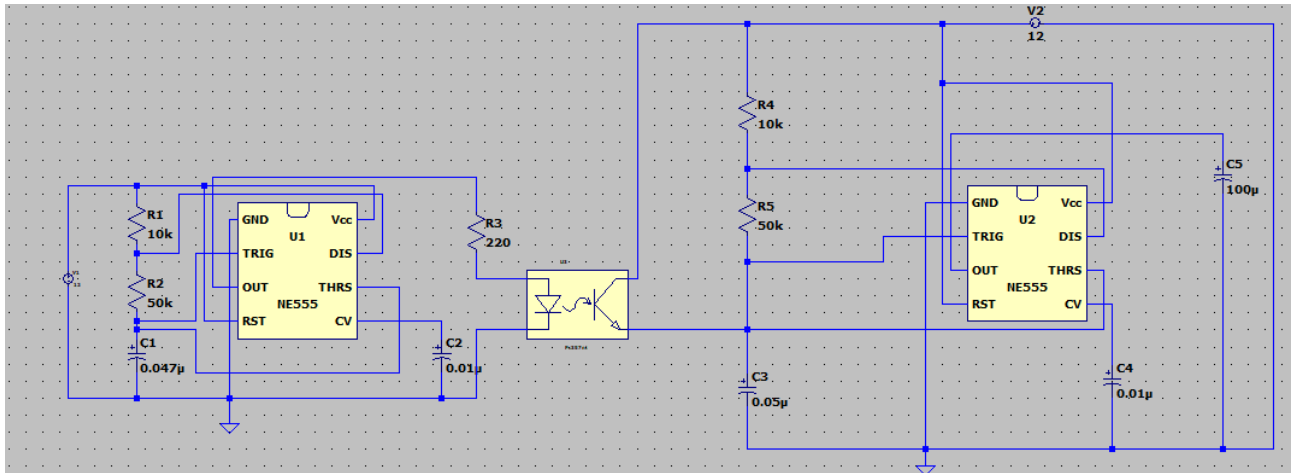 V2
12
R4
10k
C5
100µ
R5
50k
GND
Vcc
U2
TRIG
DIS
OUT
THRS
NE555
RST
CV
R1
10k
GND
Vcc
U1
TRIG
DIS
R3
220
V1
R2
50k
OUT
THRS
NE555
RST
CV
C1
0.047µ
C2
0.01µ
C3
0.05µ
C4
0.01µ